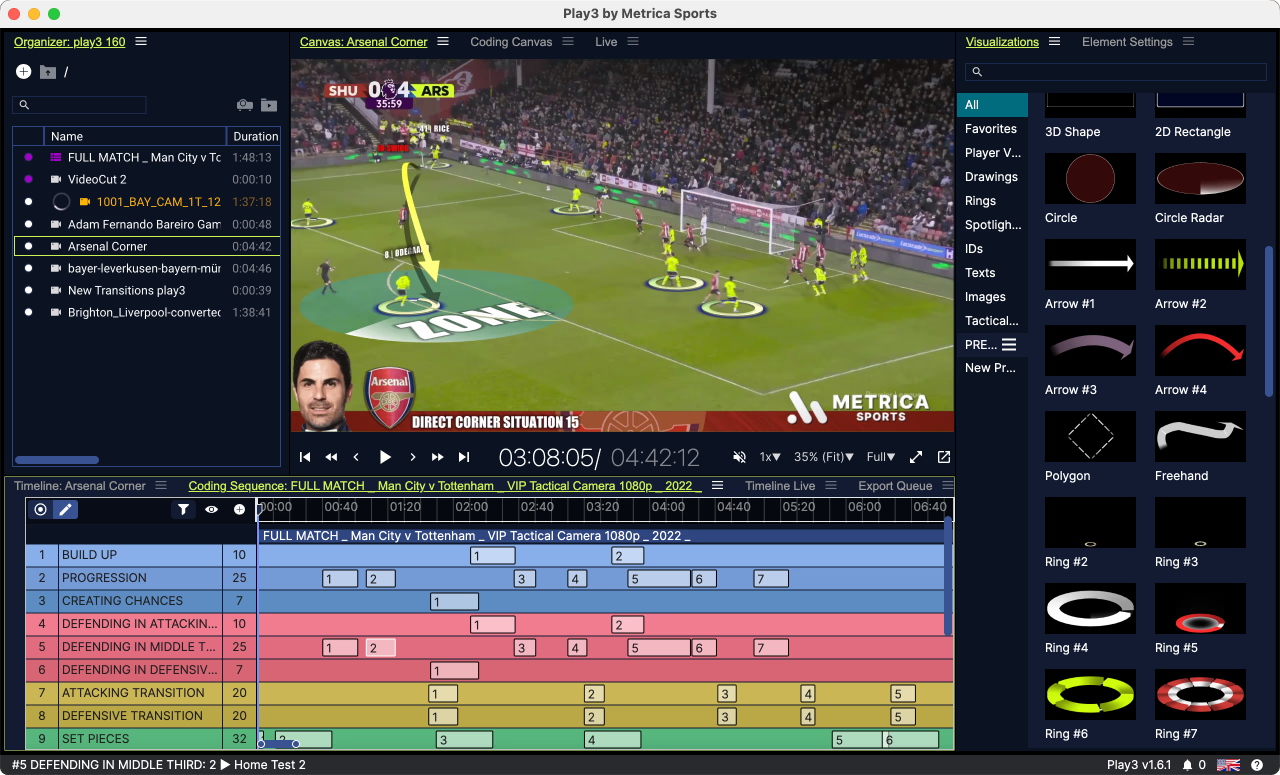 Play3 by Metrica Sports
Organizer: play3 160
Canvas: Arsenal Corner
Coding Canvas
Live
Visualizations
Element Settings
/
Name
Duration
FULL MATCH _ Man City v To
1:48:13
VideoCut 2
0:00:10
1001_BAY_CAM_1T_12
1:37:18
Adam Fernando Bareiro Gam
0:00:48
Arsenal Corner
0:04:42
bayer-leverkusen-bayern-mür
0:04:46
New Transitions play3
0:00:39
Brighton_Liverpool-converted
1:38:41
SHU 0 4 ARS
35:59
41 | RICE
8 | ODEGAARD
ZONE
Arsenal
DIRECT CORNER SITUATION 15
METRICA
SPORTS
03:08:05/ 04:42:12
1x▾
35% (Fit)▾
Full▾
All
Favorites
Player V...
Drawings
Rings
Spotligh...
IDs
Texts
Images
Tactical...
PRE...
New Pr...
3D Shape
2D Rectangle
Circle
Circle Radar
Arrow #1
Arrow #2
Arrow #3
Arrow #4
Polygon
Freehand
Ring #2
Ring #3
Ring #4
Ring #5
Ring #6
Ring #7
Timeline: Arsenal Corner
Coding Sequence: FULL MATCH _ Man City v Tottenham _ VIP Tactical Camera 1080p _ 2022 _
Timeline Live
Export Queue
00:00 00:40 01:20 02:00 02:40 03:20 04:00 04:40 05:20 06:00 06:40
FULL MATCH _ Man City v Tottenham _ VIP Tactical Camera 1080p _ 2022 _
1 BUILD UP 10 1 2
2 PROGRESSION 25 1 2 3 4 5 6 7
3 CREATING CHANCES 7 1
4 DEFENDING IN ATTACKIN... 10 1 2
5 DEFENDING IN MIDDLE T... 25 1 2 3 4 5 6 7
6 DEFENDING IN DEFENSIV... 7 1
7 ATTACKING TRANSITION 20 1 2 3 4 5
8 DEFENSIVE TRANSITION 20 1 2 3 4 5
9 SET PIECES 32 2 3 4 5 6
#5 DEFENDING IN MIDDLE THIRD: 2 ▶ Home Test 2
Play3 v1.6.1
0